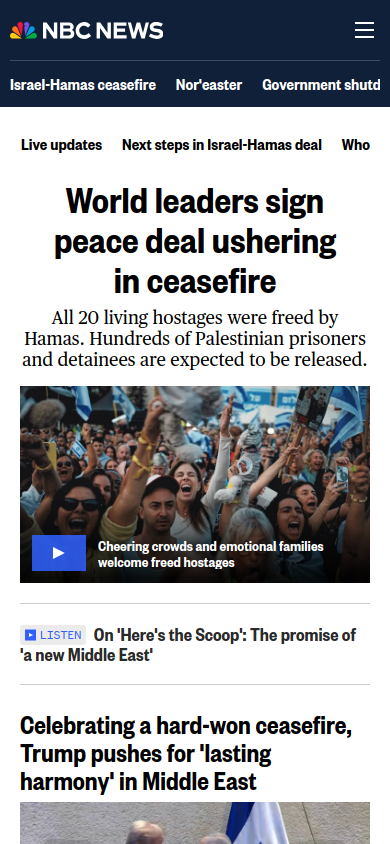 NBC NEWS
Israel-Hamas ceasefire Nor'easter Government shutd
Live updates Next steps in Israel-Hamas deal Who
World leaders sign
peace deal ushering
in ceasefire
All 20 living hostages were freed by
Hamas. Hundreds of Palestinian prisoners
and detainees are expected to be released.
Cheering crowds and emotional families
welcome freed hostages
LISTEN On 'Here's the Scoop': The promise of
'a new Middle East'
Celebrating a hard-won ceasefire,
Trump pushes for 'lasting
harmony' in Middle East